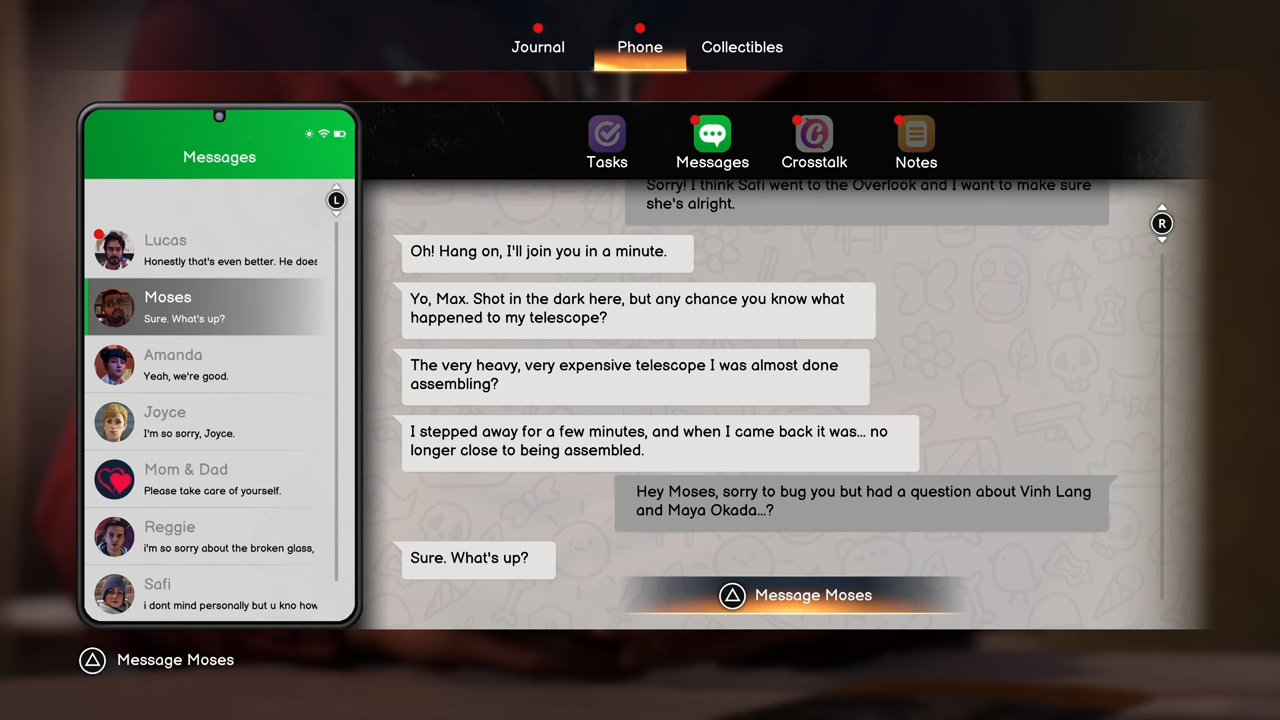 Journal
Phone
Collectibles
Messages
L
Lucas
Honestly that's even better. He does
Moses
Sure. What's up?
Amanda
Yeah, we're good.
Joyce
I'm so sorry, Joyce.
Mom & Dad
Please take care of yourself.
Reggie
i'm so sorry about the broken glass,
Safi
i dont mind personally but u kno how
Tasks
Messages
Crosstalk
Notes
R
Sorry! I think Safi went to the Overlook and I want to make sure
she's alright.
Oh! Hang on, I'll join you in a minute.
Yo, Max. Shot in the dark here, but any chance you know what
happened to my telescope?
The very heavy, very expensive telescope I was almost done
assembling?
I stepped away for a few minutes, and when I came back it was... no
longer close to being assembled.
Hey Moses, sorry to bug you but had a question about Vinh Lang
and Maya Okada...?
Sure. What's up?
Message Moses
Message Moses